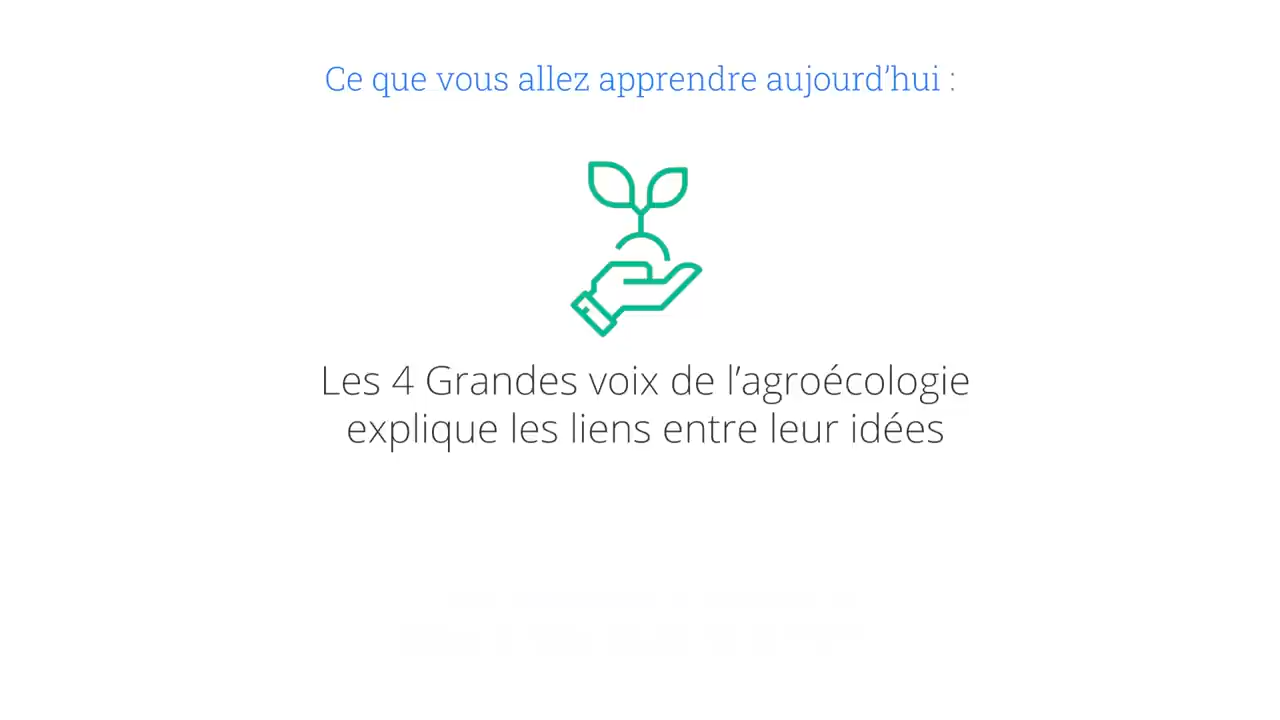 Ce que vous allez apprendre aujourd’hui :
Les 4 Grandes voix de l’agroécologie
explique les liens entre leur idées